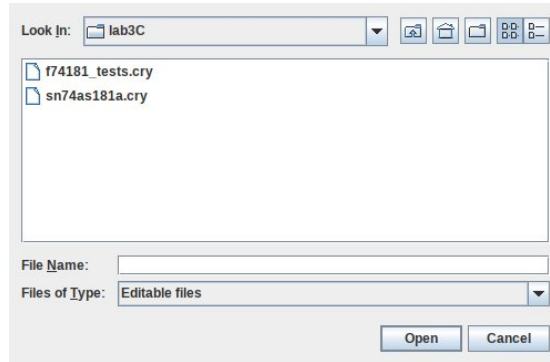 Look In: lab3C
f74181_tests.cry
sn74as181a.cry
File Name:
Files of Type: Editable files
Open Cancel